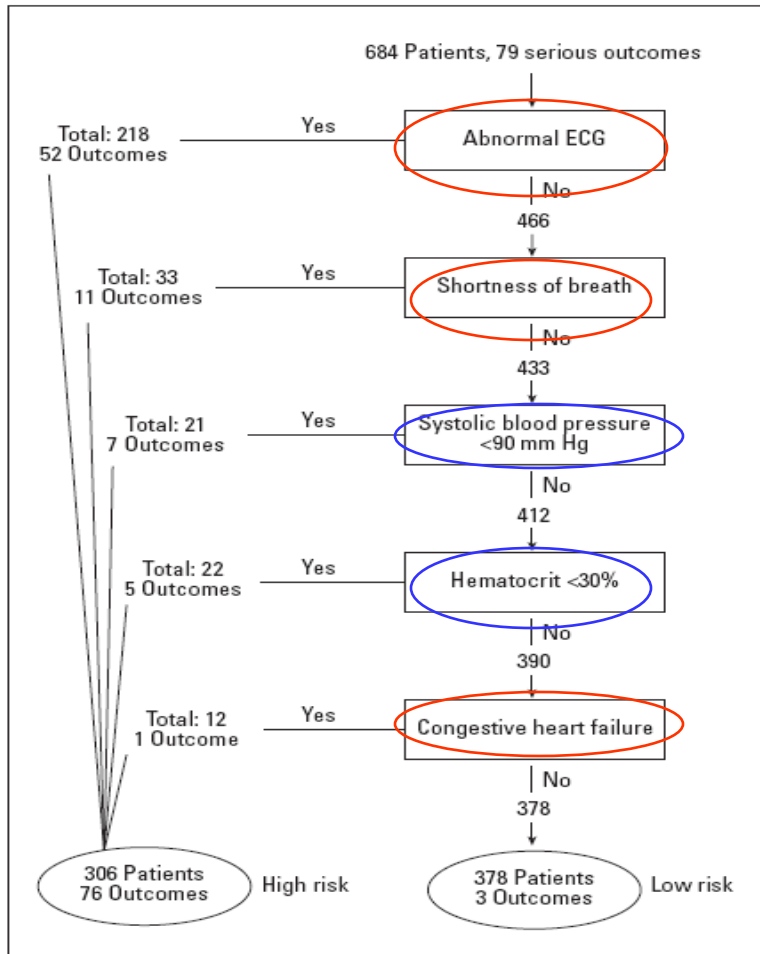 684 Patients, 79 serious outcomes
Abnormal ECG
Yes
Total: 218
52 Outcomes
No
466
Shortness of breath
Yes
Total: 33
11 Outcomes
No
433
Systolic blood pressure
<90 mm Hg
Yes
Total: 21
7 Outcomes
No
412
Hematocrit <30%
Yes
Total: 22
5 Outcomes
No
390
Congestive heart failure
Yes
Total: 12
1 Outcome
No
378
306 Patients
76 Outcomes
High risk
378 Patients
3 Outcomes
Low risk